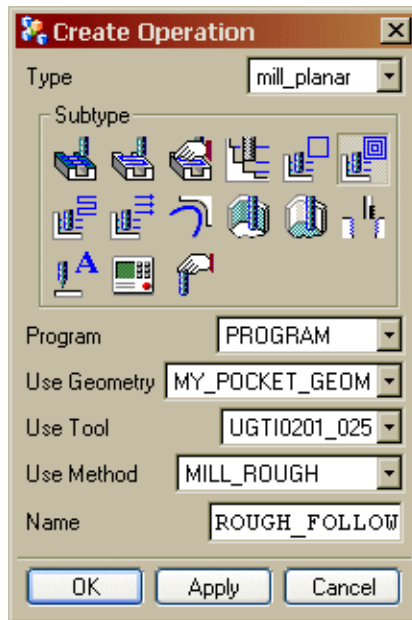 Create Operation
Type mill_planar
Subtype
A
Program PROGRAM
Use Geometry MY_POCKET_GEOM
Use Tool UGTI0201_025
Use Method MILL_ROUGH
Name ROUGH_FOLLOW
OK Apply Cancel